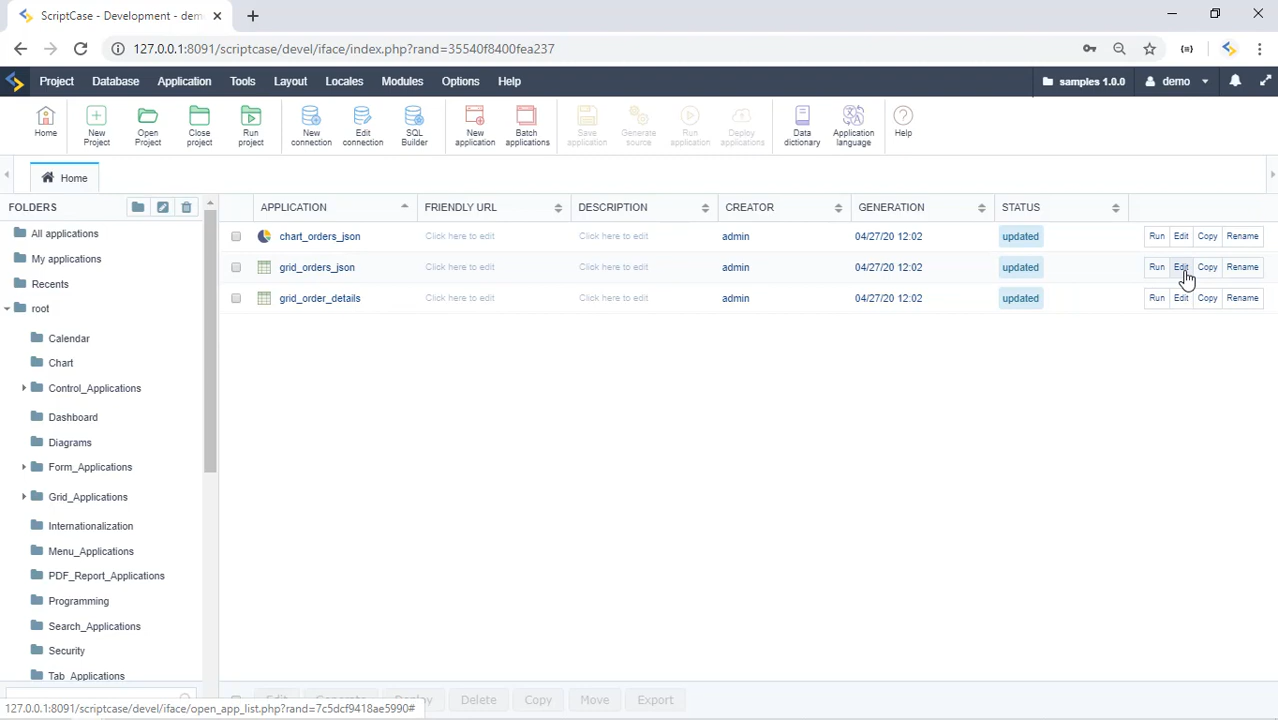 ScriptCase - Development - dem
127.0.0.1:8091/scriptcase/devel/iface/index.php?rand=35540f8400fea237
Project Database Application Tools Layout Locales Modules Options Help samples 1.0.0 demo
Home New Project Open Project Close project Run project New connection Edit connection SQL Builder New application Batch applications Save application Generate source Run application Deploy applications Data dictionary Application language Help
Home
FOLDERS APPLICATION FRIENDLY URL DESCRIPTION CREATOR GENERATION STATUS
All applications
My applications
Recents
root
Calendar
Chart
Control_Applications
Dashboard
Diagrams
Form_Applications
Grid_Applications
Internationalization
Menu_Applications
PDF_Report_Applications
Programming
Search_Applications
Security
Tab_Applications
chart_orders_json Click here to edit Click here to edit admin 04/27/20 12:02 updated Run Edit Copy Rename
grid_orders_json Click here to edit Click here to edit admin 04/27/20 12:02 updated Run Edit Copy Rename
grid_order_details Click here to edit Click here to edit admin 04/27/20 12:02 updated Run Edit Copy Rename
Edit Generate Deploy Delete Copy Move Export
127.0.0.1:8091/scriptcase/devel/iface/open_app_list.php?rand=7c5dcf9418ae5990#